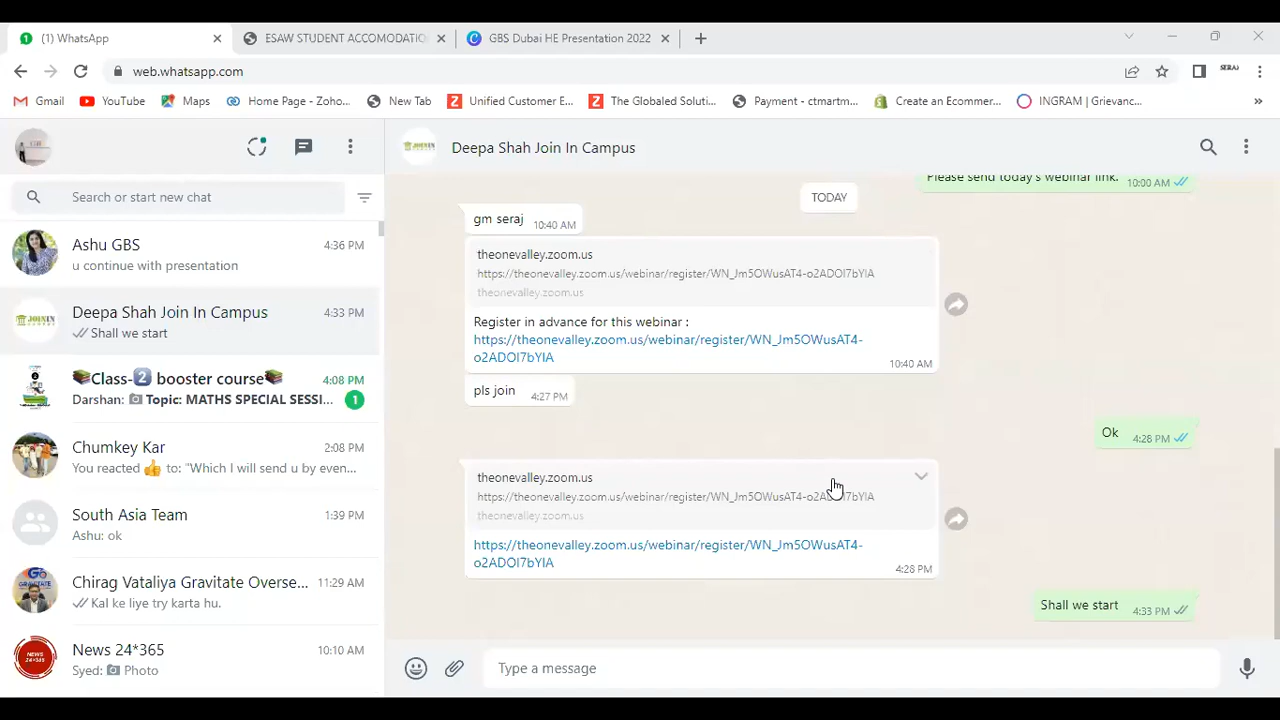 (1) WhatsApp
ESAW STUDENT ACCOMODATIO
GBS Dubai HE Presentation 2022
web.whatsapp.com
SERAJ
Gmail
YouTube
Maps
Home Page - Zoho...
New Tab
Unified Customer E...
The Globaled Soluti...
Payment - ctmartm...
Create an Ecommer...
INGRAM | Grievanc...
Search or start new chat
Ashu GBS 4:36 PM
u continue with presentation
Deepa Shah Join In Campus 4:33 PM
Shall we start
📚Class-2️⃣ booster course📚 4:08 PM
Darshan: 📷 Topic: MATHS SPECIAL SESSI... 1
Chumkey Kar 2:08 PM
You reacted 👍 to: "Which I will send u by even...
South Asia Team 1:39 PM
Ashu: ok
Chirag Vataliya Gravitate Overse... 11:29 AM
Kal ke liye try karta hu.
News 24*365 10:10 AM
Syed: 📷 Photo
Deepa Shah Join In Campus
Please send today's webinar link. 10:00 AM
TODAY
gm seraj 10:40 AM
theonevalley.zoom.us
https://theonevalley.zoom.us/webinar/register/WN_Jm5OWusAT4-o2ADOI7bYIA
theonevalley.zoom.us
Register in advance for this webinar :
https://theonevalley.zoom.us/webinar/register/WN_Jm5OWusAT4-
o2ADOI7bYIA
10:40 AM
pls join 4:27 PM
Ok 4:28 PM
theonevalley.zoom.us
https://theonevalley.zoom.us/webinar/register/WN_Jm5OWusAT4-o2A 7bYIA
theonevalley.zoom.us
https://theonevalley.zoom.us/webinar/register/WN_Jm5OWusAT4-
o2ADOI7bYIA
4:28 PM
Shall we start 4:33 PM
Type a message